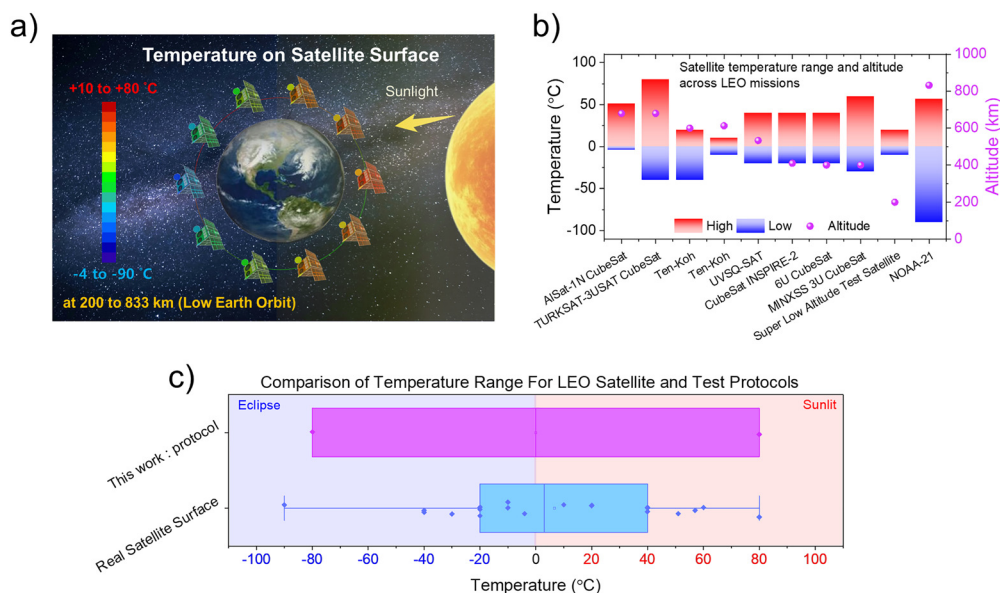 a)
Temperature on Satellite Surface
+10 to +80 °C
Sunlight
-4 to -90 °C
at 200 to 833 km (Low Earth Orbit)
b)
Satellite temperature range and altitude
across LEO missions
Temperature (°C)
100
50
0
-50
-100
1000
800
600
400
200
0
Altitude (km)
High
Low
Altitude
AlSat-1N CubeSat
TURKSAT-3USAT CubeSat
Ten-Koh
Ten-Koh
UVSQ-SAT
CubeSat INSPIRE-2
6U CubeSat
MINXSS 3U CubeSat
Super Low Altitude Test Satellite
NOAA-21
c)
Comparison of Temperature Range For LEO Satellite and Test Protocols
Eclipse
Sunlit
This work : protocol
Real Satellite Surface
-100 -80 -60 -40 -20 0 20 40 60 80 100
Temperature (°C)